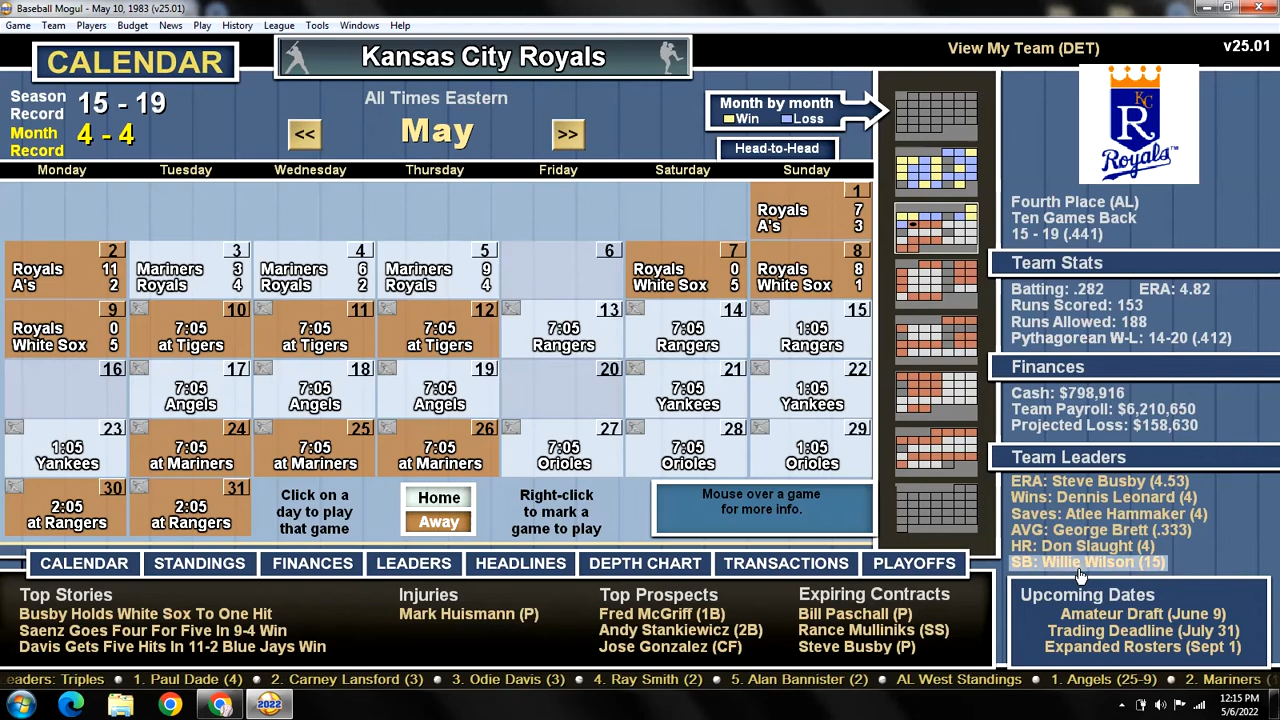 Baseball Mogul - May 10, 1983 (v25.01)
Game Team Players Budget News Play History League Tools Windows Help
CALENDAR
Kansas City Royals
View My Team (DET)
v25.01
Season Record 15 - 19
Month Record 4 - 4
All Times Eastern
<< May >>
Month by month
Win Loss
Head-to-Head
KC
R
Royals
Monday Tuesday Wednesday Thursday Friday Saturday Sunday
1
Royals 7
A's 3
2
Royals 11
A's 2
3
Mariners 3
Royals 4
4
Mariners 6
Royals 2
5
Mariners 9
Royals 4
6
7
Royals 0
White Sox 5
8
Royals 8
White Sox 1
9
Royals 0
White Sox 5
10
7:05
at Tigers
11
7:05
at Tigers
12
7:05
at Tigers
13
7:05
Rangers
14
7:05
Rangers
15
1:05
Rangers
16
17
7:05
Angels
18
7:05
Angels
19
7:05
Angels
20
21
7:05
Yankees
22
1:05
Yankees
23
1:05
Yankees
24
7:05
at Mariners
25
7:05
at Mariners
26
7:05
at Mariners
27
7:05
Orioles
28
7:05
Orioles
29
1:05
Orioles
30
2:05
at Rangers
31
2:05
at Rangers
Click on a
day to play
that game
Home
Away
Right-click
to mark a
game to play
Mouse over a game
for more info.
Fourth Place (AL)
Ten Games Back
15 - 19 (.441)
Team Stats
Batting: .282 ERA: 4.82
Runs Scored: 153
Runs Allowed: 188
Pythagorean W-L: 14-20 (.412)
Finances
Cash: $798,916
Team Payroll: $6,210,650
Projected Loss: $158,630
Team Leaders
ERA: Steve Busby (4.53)
Wins: Dennis Leonard (4)
Saves: Atlee Hammaker (4)
AVG: George Brett (.333)
HR: Don Slaught (4)
SB: Willie Wilson (15)
CALENDAR STANDINGS FINANCES LEADERS HEADLINES DEPTH CHART TRANSACTIONS PLAYOFFS
Top Stories
Busby Holds White Sox To One Hit
Saenz Goes Four For Five In 9-4 Win
Davis Gets Five Hits In 11-2 Blue Jays Win
Injuries
Mark Huismann (P)
Top Prospects
Fred McGriff (1B)
Andy Stankiewicz (2B)
Jose Gonzalez (CF)
Expiring Contracts
Bill Paschall (P)
Rance Mulliniks (SS)
Steve Busby (P)
Upcoming Dates
Amateur Draft (June 9)
Trading Deadline (July 31)
Expanded Rosters (Sept 1)
eaders: Triples • 1. Paul Dade (4) • 2. Carney Lansford (3) • 3. Odie Davis (3) • 4. Ray Smith (2) • 5. Alan Bannister (2) • AL West Standings • 1. Angels (25-9) • 2. Mariners (
2022
12:15 PM
5/6/2022